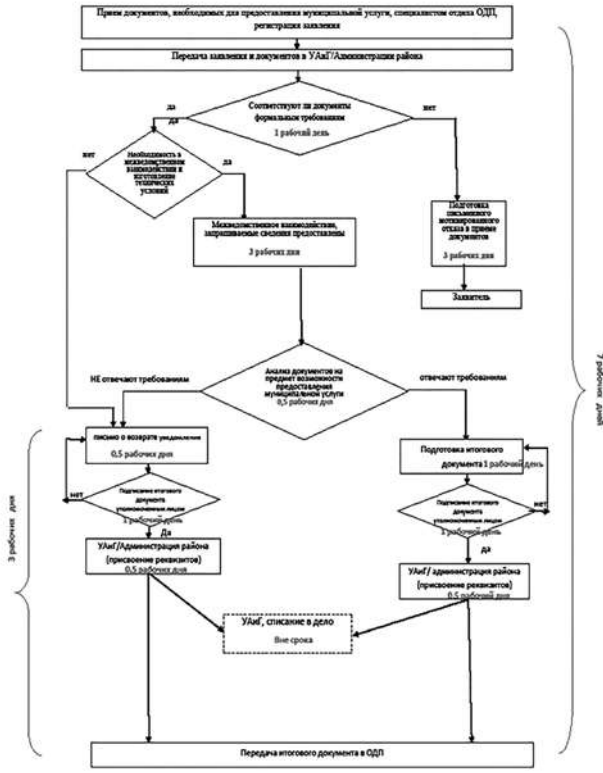 Прием документов, необходимых для предоставления муниципальной услуги, специалистом отдела ОДП,
регистрация заявления
Передача заявления и документов в УАиГ/Администрации района
да
да
Соответствуют ли документы
формальным требованиям
1 рабочий день
нет
нет
Необходимость в
межведомственном
взаимодействии и
изготовление
технических
условий
да
Межведомственное взаимодействие,
запрашиваемые сведения предоставлены
3 рабочих дня
Подготовка
письменного
мотивированного
отказа в приеме
документов
3 рабочих дня
Заявитель
7 рабочих дней
НЕ отвечают требованиям
Анализ документов на
предмет возможности
предоставления
муниципальной услуги
0,5 рабочих дня
отвечают требованиям
письмо о возврате уведомления
0,5 рабочих дня
Подготовка итогового
документа 1 рабочий день
нет
Подписание итогового
документа
уполномоченным лицом
1 рабочий день
Да
Подписание итогового
документа
уполномоченным лицом
1 рабочий день
нет
да
3 рабочих дня
УАиГ/Администрация района
(присвоение реквизитов)
0,5 рабочих дня
УАиГ/ администрация района
(присвоение реквизитов)
0,5 рабочих дня
УАиГ, списание в дело
Вне срока
Передача итогового документа в ОДП